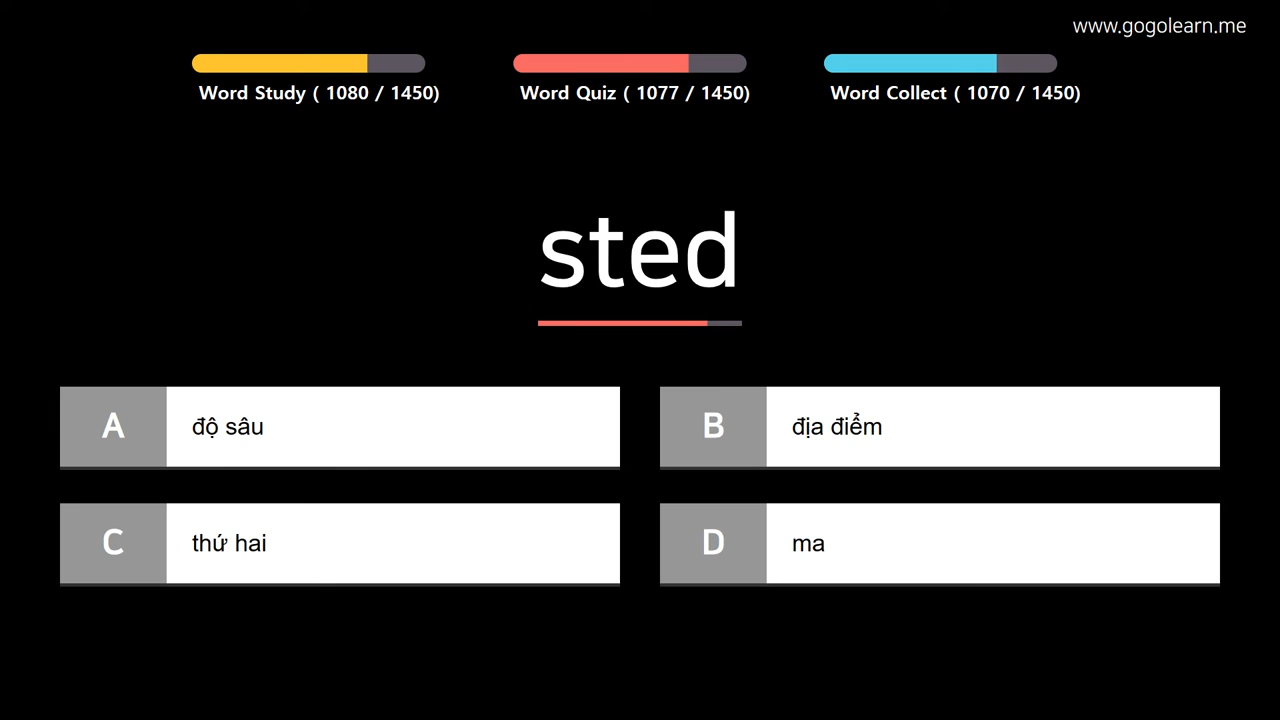 www.gogolearn.me
Word Study ( 1080 / 1450)
Word Quiz ( 1077 / 1450)
Word Collect ( 1070 / 1450)
sted
A
độ sâu
B
địa điểm
C
thứ hai
D
ma